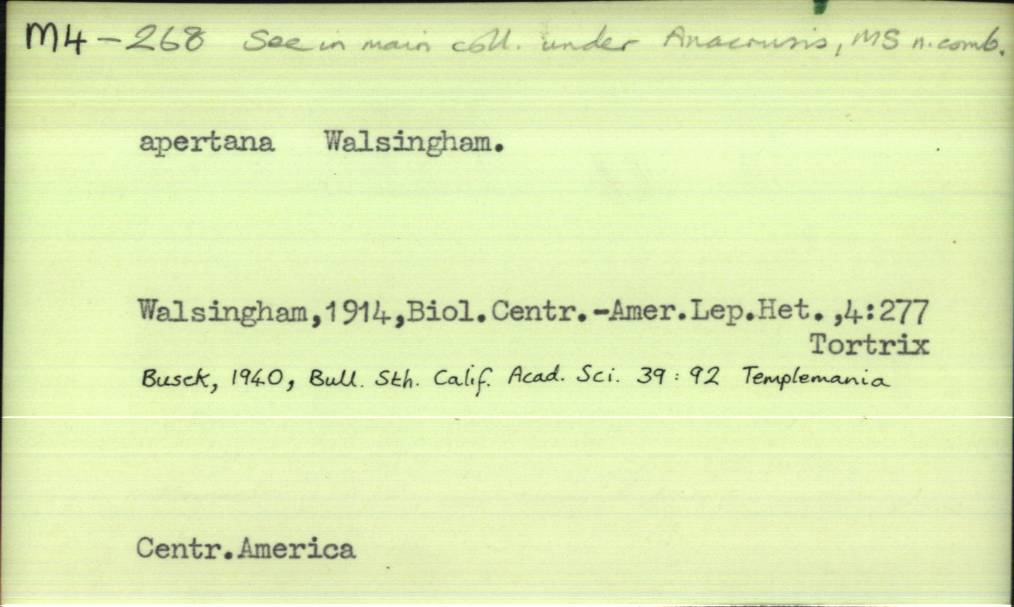 M4-268 See in main coll. under Anacrusis, MS n.comb.
apertana Walsingham.
Walsingham,1914,Biol.Centr.-Amer.Lep.Het.,4:277
Tortrix
Busck, 1940, Bull. Sth. Calif. Acad. Sci. 39:92 Templemania
Centr.America